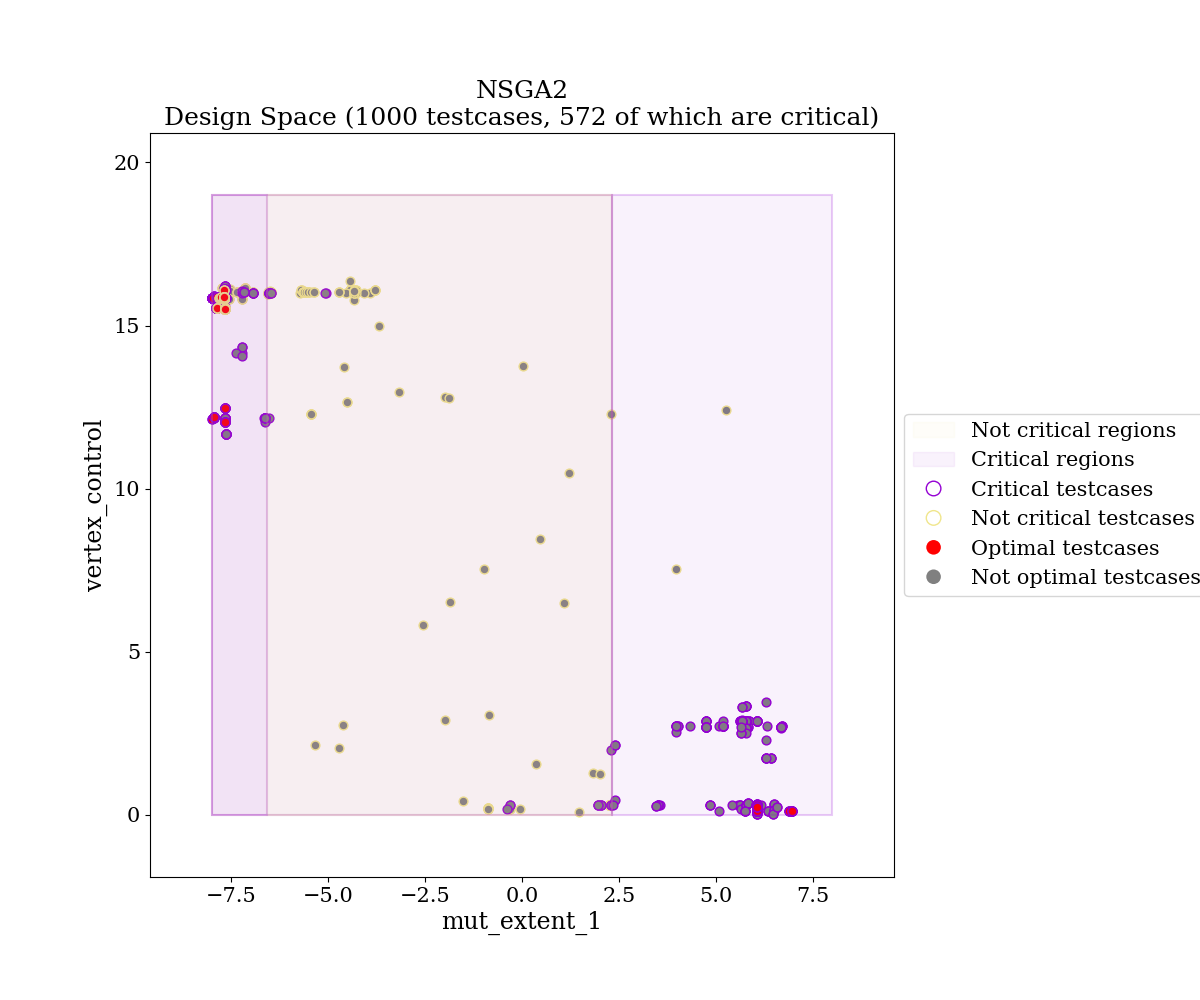 NSGA2
Design Space (1000 testcases, 572 of which are critical)
20
15
10
5
0
vertex_control
−7.5
−5.0
−2.5
0.0
2.5
5.0
7.5
mut_extent_1
Not critical regions
Critical regions
Critical testcases
Not critical testcases
Optimal testcases
Not optimal testcases